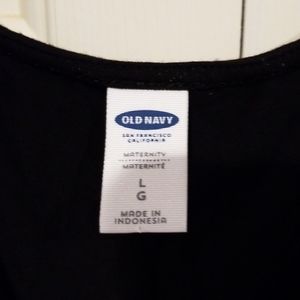 OLD NAVY
SAN FRANCISCO
CALIFORNIA
MATERNITY
MATERNITÉ
L
G
MADE IN
INDONESIA